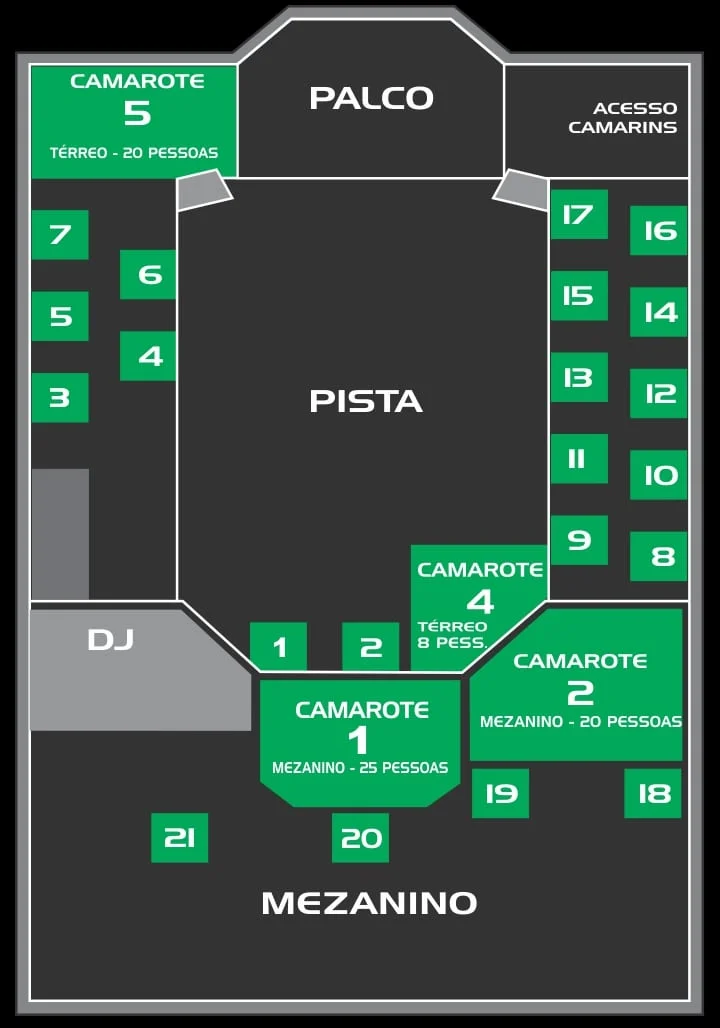 CAMAROTE
5
TÉRREO - 20 PESSOAS
PALCO
ACESSO
CAMARINS
7
6
5
4
3
17
16
15
14
13
12
11
10
9
8
PISTA
CAMAROTE
4
TÉRREO
8 PESS.
1
2
DJ
CAMAROTE
1
MEZANINO - 25 PESSOAS
CAMAROTE
2
MEZANINO - 20 PESSOAS
19
18
21
20
MEZANINO